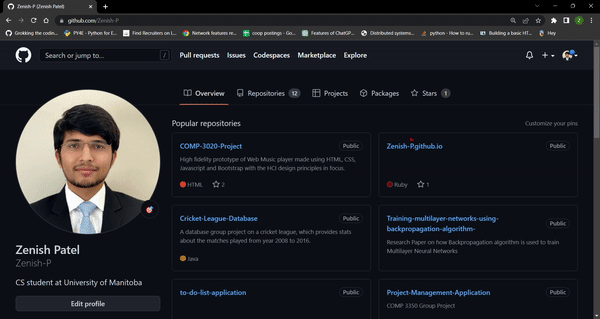 Zenish-P (Zenish Patel)
github.com/Zenish-P
Grokking the codin...
PY4E - Python for E...
Find Recruiters on L...
Network features re...
coop postings - Go...
Features of ChatGP...
Distributed systems...
python - How to ru...
Building a basic HT...
Hey
Search or jump to...
/
Pull requests
Issues
Codespaces
Marketplace
Explore
Overview
Repositories 12
Projects
Packages
Stars 1
Popular repositories
Customize your pins
COMP-3020-Project
Public
High fidelity prototype of Web Music player made using HTML, CSS,
Javascript and Bootstrap with the HCI design principles in focus.
HTML
2
Zenish-P.github.io
Public
Ruby
1
Cricket-League-Database
Public
A database group project on a cricket league, which provides stats
about the matches played from year 2008 to 2016.
Java
Training-multilayer-networks-using-
backpropagation-algorithm-
Public
Research Paper on how Backpropagation algorithm is used to train
Multilayer Neural Networks
to-do-list-application
Public
Project-Management-Application
Public
COMP 3350 Group Project
Zenish Patel
Zenish-P
CS student at University of Manitoba
Edit profile